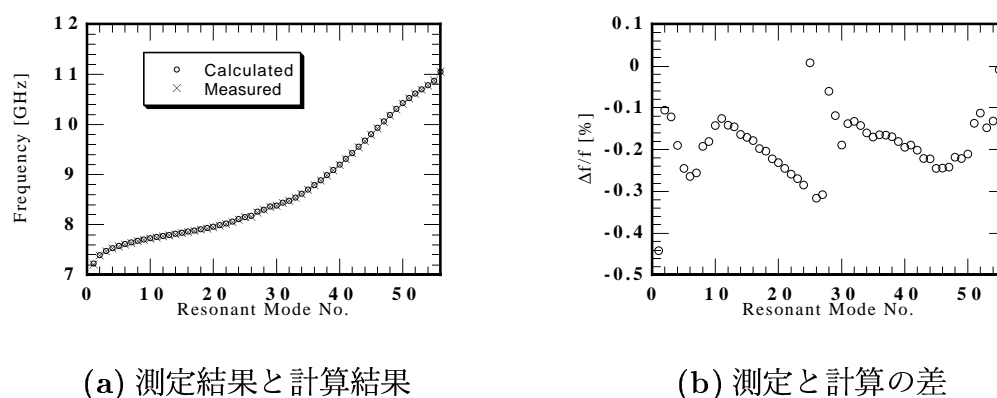 12
11
10
9
8
7
Frequency [GHz]
Calculated
Measured
0 10 20 30 40 50
Resonant Mode No.
(a) 測定結果と計算結果
0.1
0
-0.1
-0.2
-0.3
-0.4
-0.5
Δf/f [%]
0 10 20 30 40 50
Resonant Mode No.
(b) 測定と計算の差